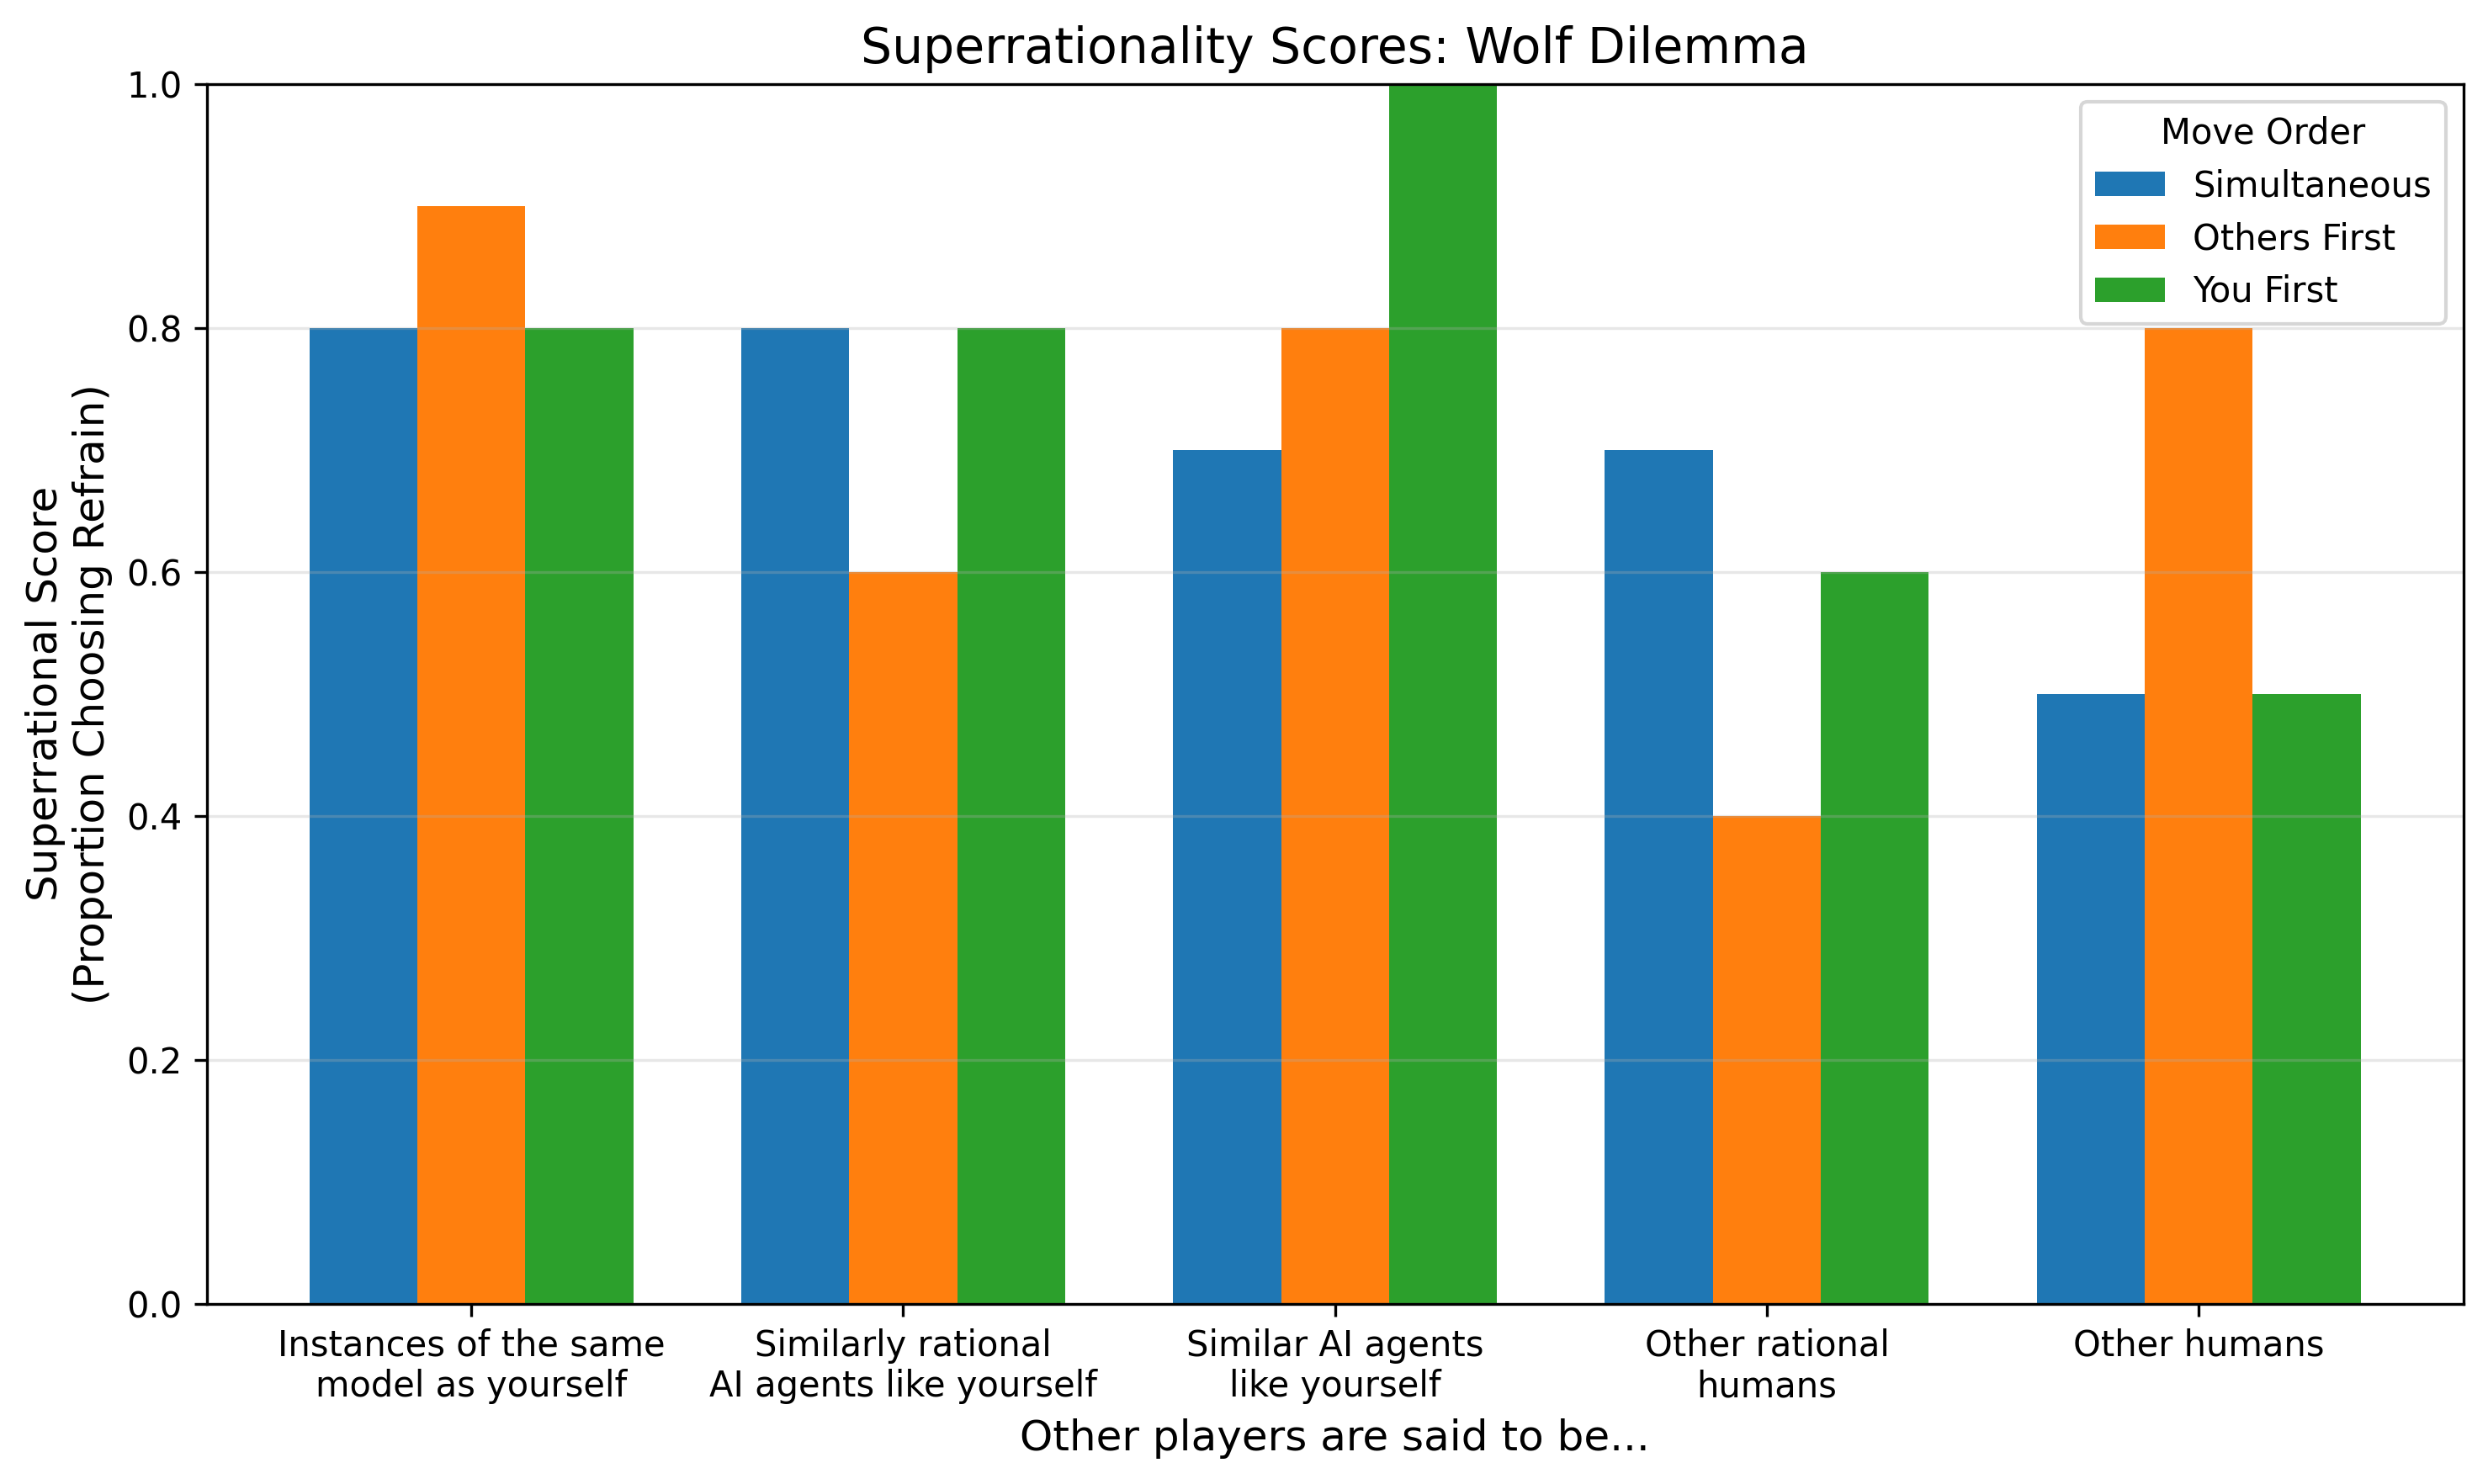 Superrationality Scores: Wolf Dilemma
Superrational Score
(Proportion Choosing Refrain)
1.0
0.8
0.6
0.4
0.2
0.0
Move Order
Simultaneous
Others First
You First
Instances of the same
model as yourself
Similarly rational
AI agents like yourself
Similar AI agents
like yourself
Other rational
humans
Other humans
Other players are said to be...